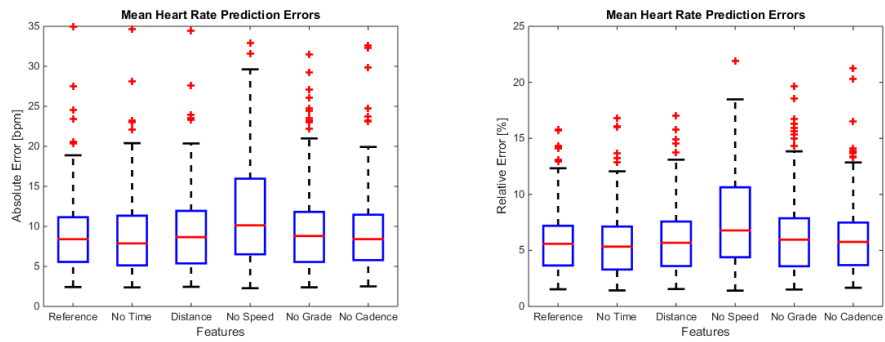 Mean Heart Rate Prediction Errors
35
30
25
20
15
10
5
0
Absolute Error [bpm]
Reference No Time Distance No Speed No Grade No Cadence
Features
Mean Heart Rate Prediction Errors
25
20
15
10
5
0
Relative Error [%]
Reference No Time Distance No Speed No Grade No Cadence
Features